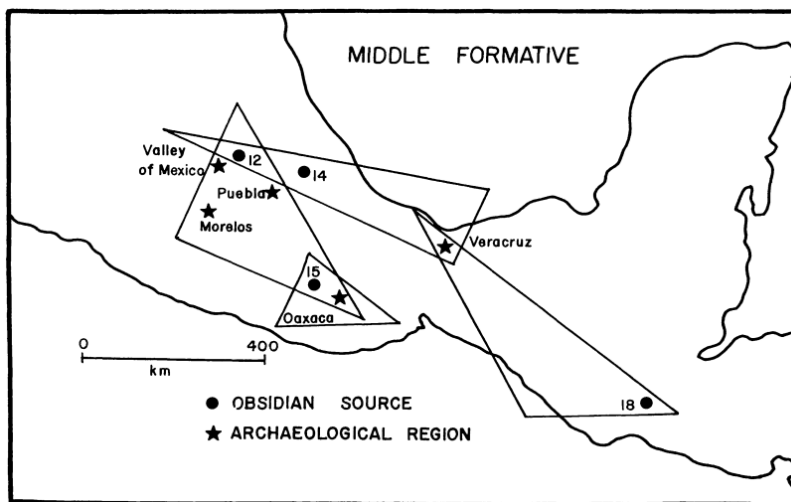 MIDDLE FORMATIVE
Valley
of Mexico
12
14
Puebla
Morelos
Veracruz
15
Oaxaca
0 400
km
18
OBSIDIAN SOURCE
ARCHAEOLOGICAL REGION